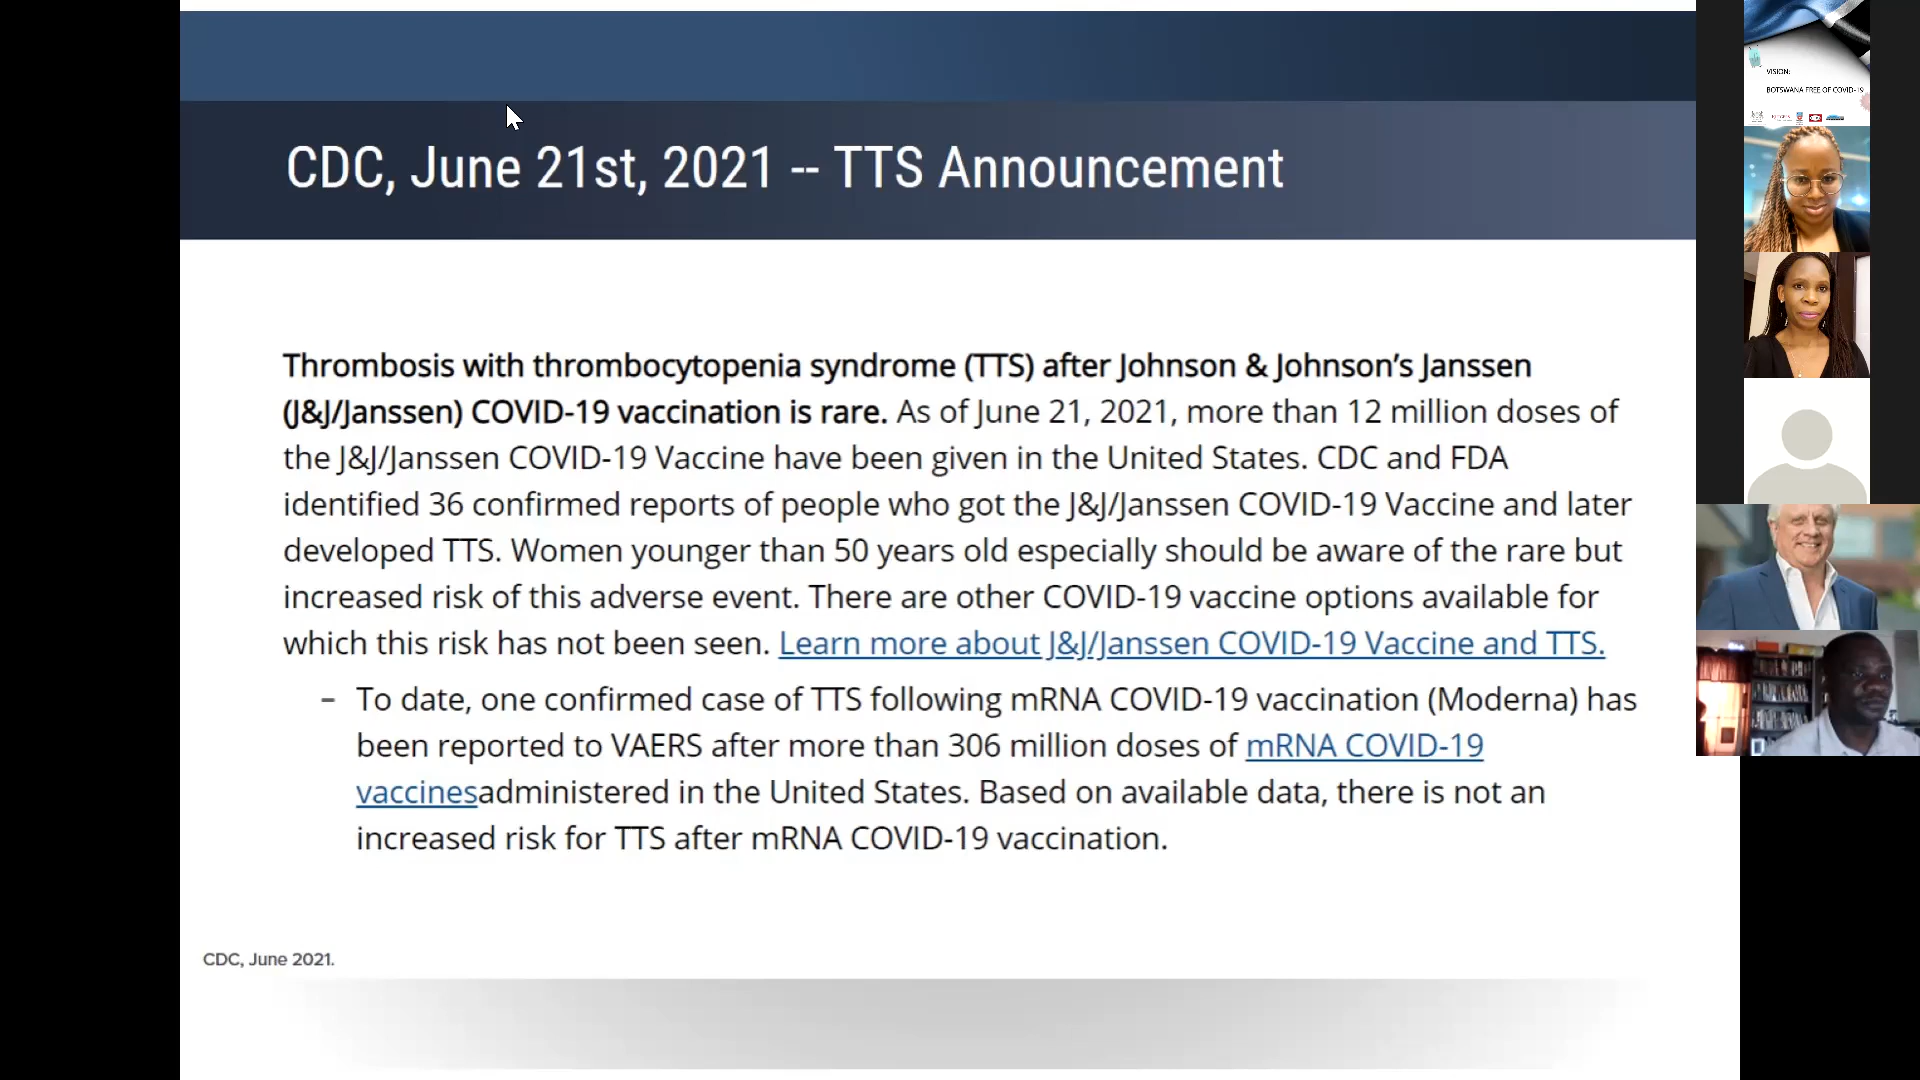 CDC, June 21st, 2021 -- TTS Announcement
Thrombosis with thrombocytopenia syndrome (TTS) after Johnson & Johnson’s Janssen
(J&J/Janssen) COVID-19 vaccination is rare. As of June 21, 2021, more than 12 million doses of
the J&J/Janssen COVID-19 Vaccine have been given in the United States. CDC and FDA
identified 36 confirmed reports of people who got the J&J/Janssen COVID-19 Vaccine and later
developed TTS. Women younger than 50 years old especially should be aware of the rare but
increased risk of this adverse event. There are other COVID-19 vaccine options available for
which this risk has not been seen. Learn more about J&J/Janssen COVID-19 Vaccine and TTS.
– To date, one confirmed case of TTS following mRNA COVID-19 vaccination (Moderna) has
been reported to VAERS after more than 306 million doses of mRNA COVID-19
vaccinesadministered in the United States. Based on available data, there is not an
increased risk for TTS after mRNA COVID-19 vaccination.
CDC, June 2021.
VISION:
BOTSWANA FREE OF COVID-19